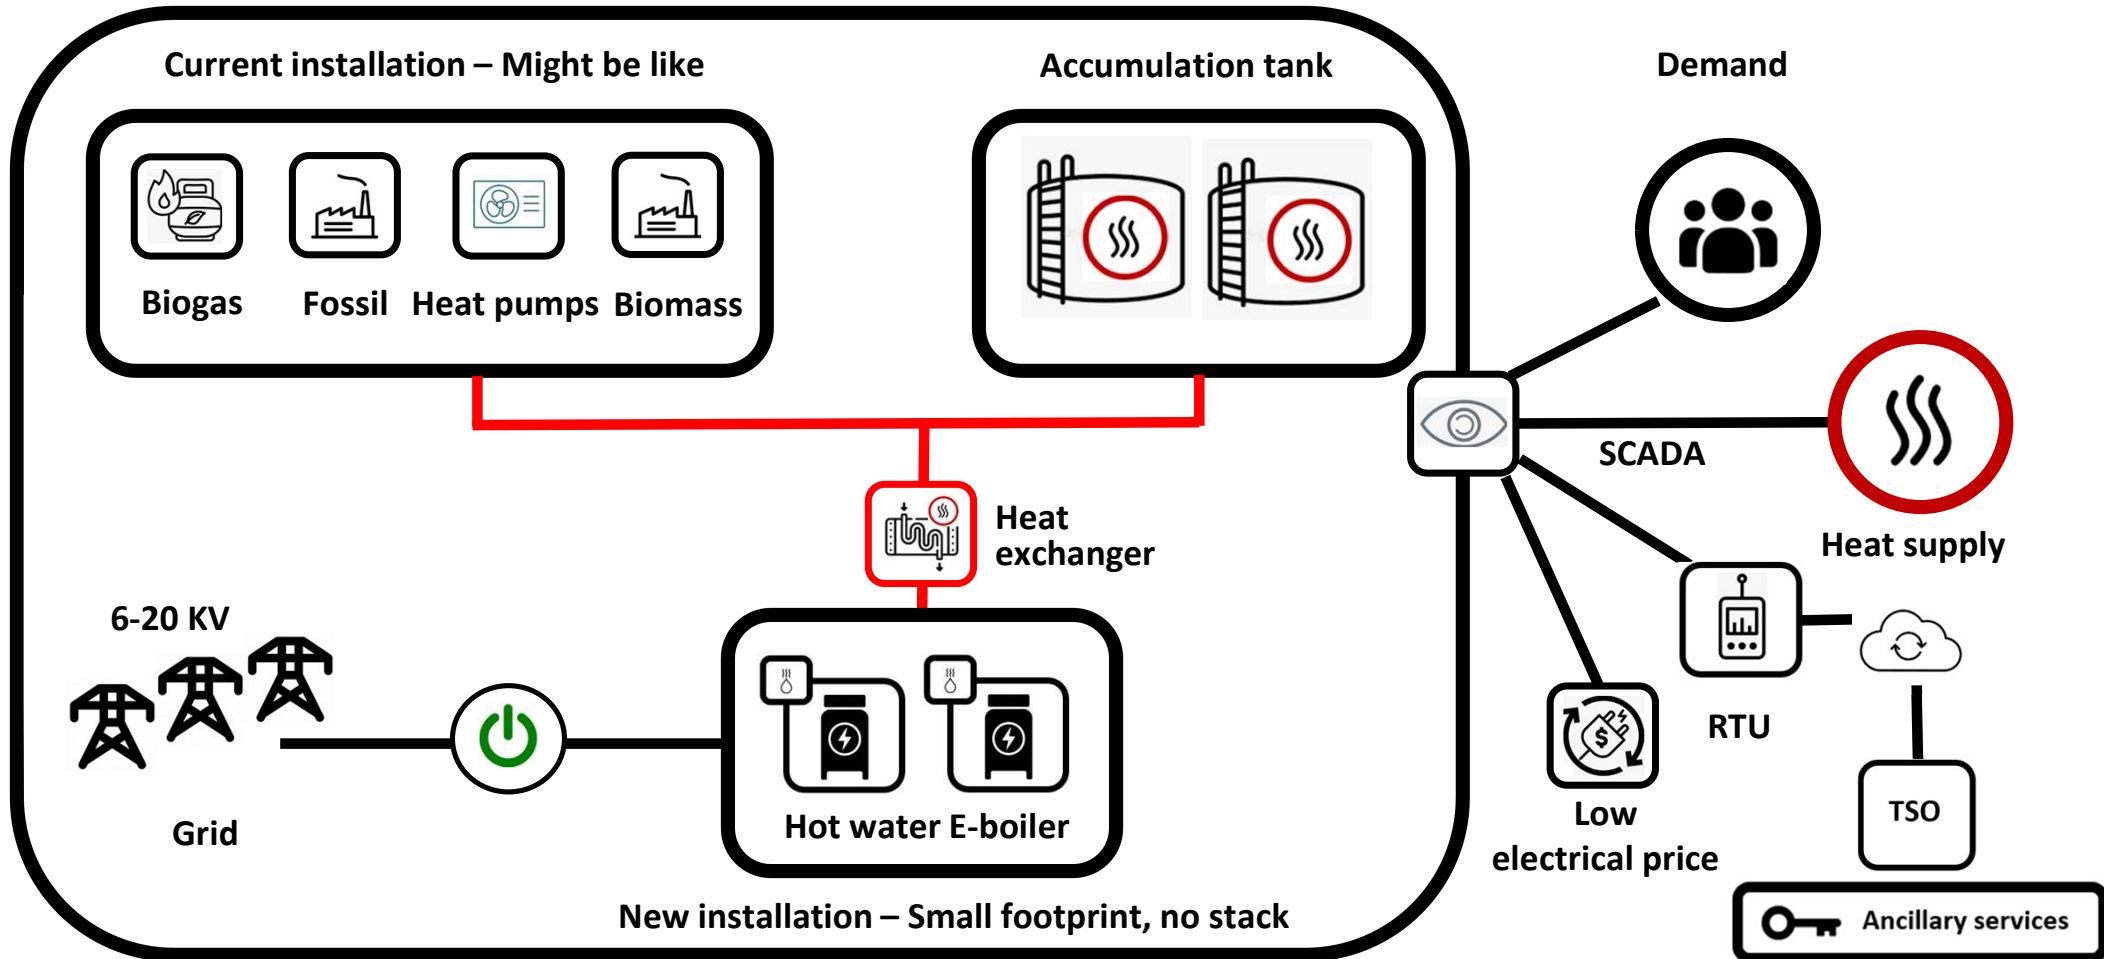 Current installation – Might be like
Accumulation tank
Demand
Biogas
Fossil
Heat pumps
Biomass
SCADA
Heat
exchanger
Heat supply
6-20 KV
Grid
Hot water E-boiler
RTU
Low
electrical price
TSO
New installation – Small footprint, no stack
Ancillary services